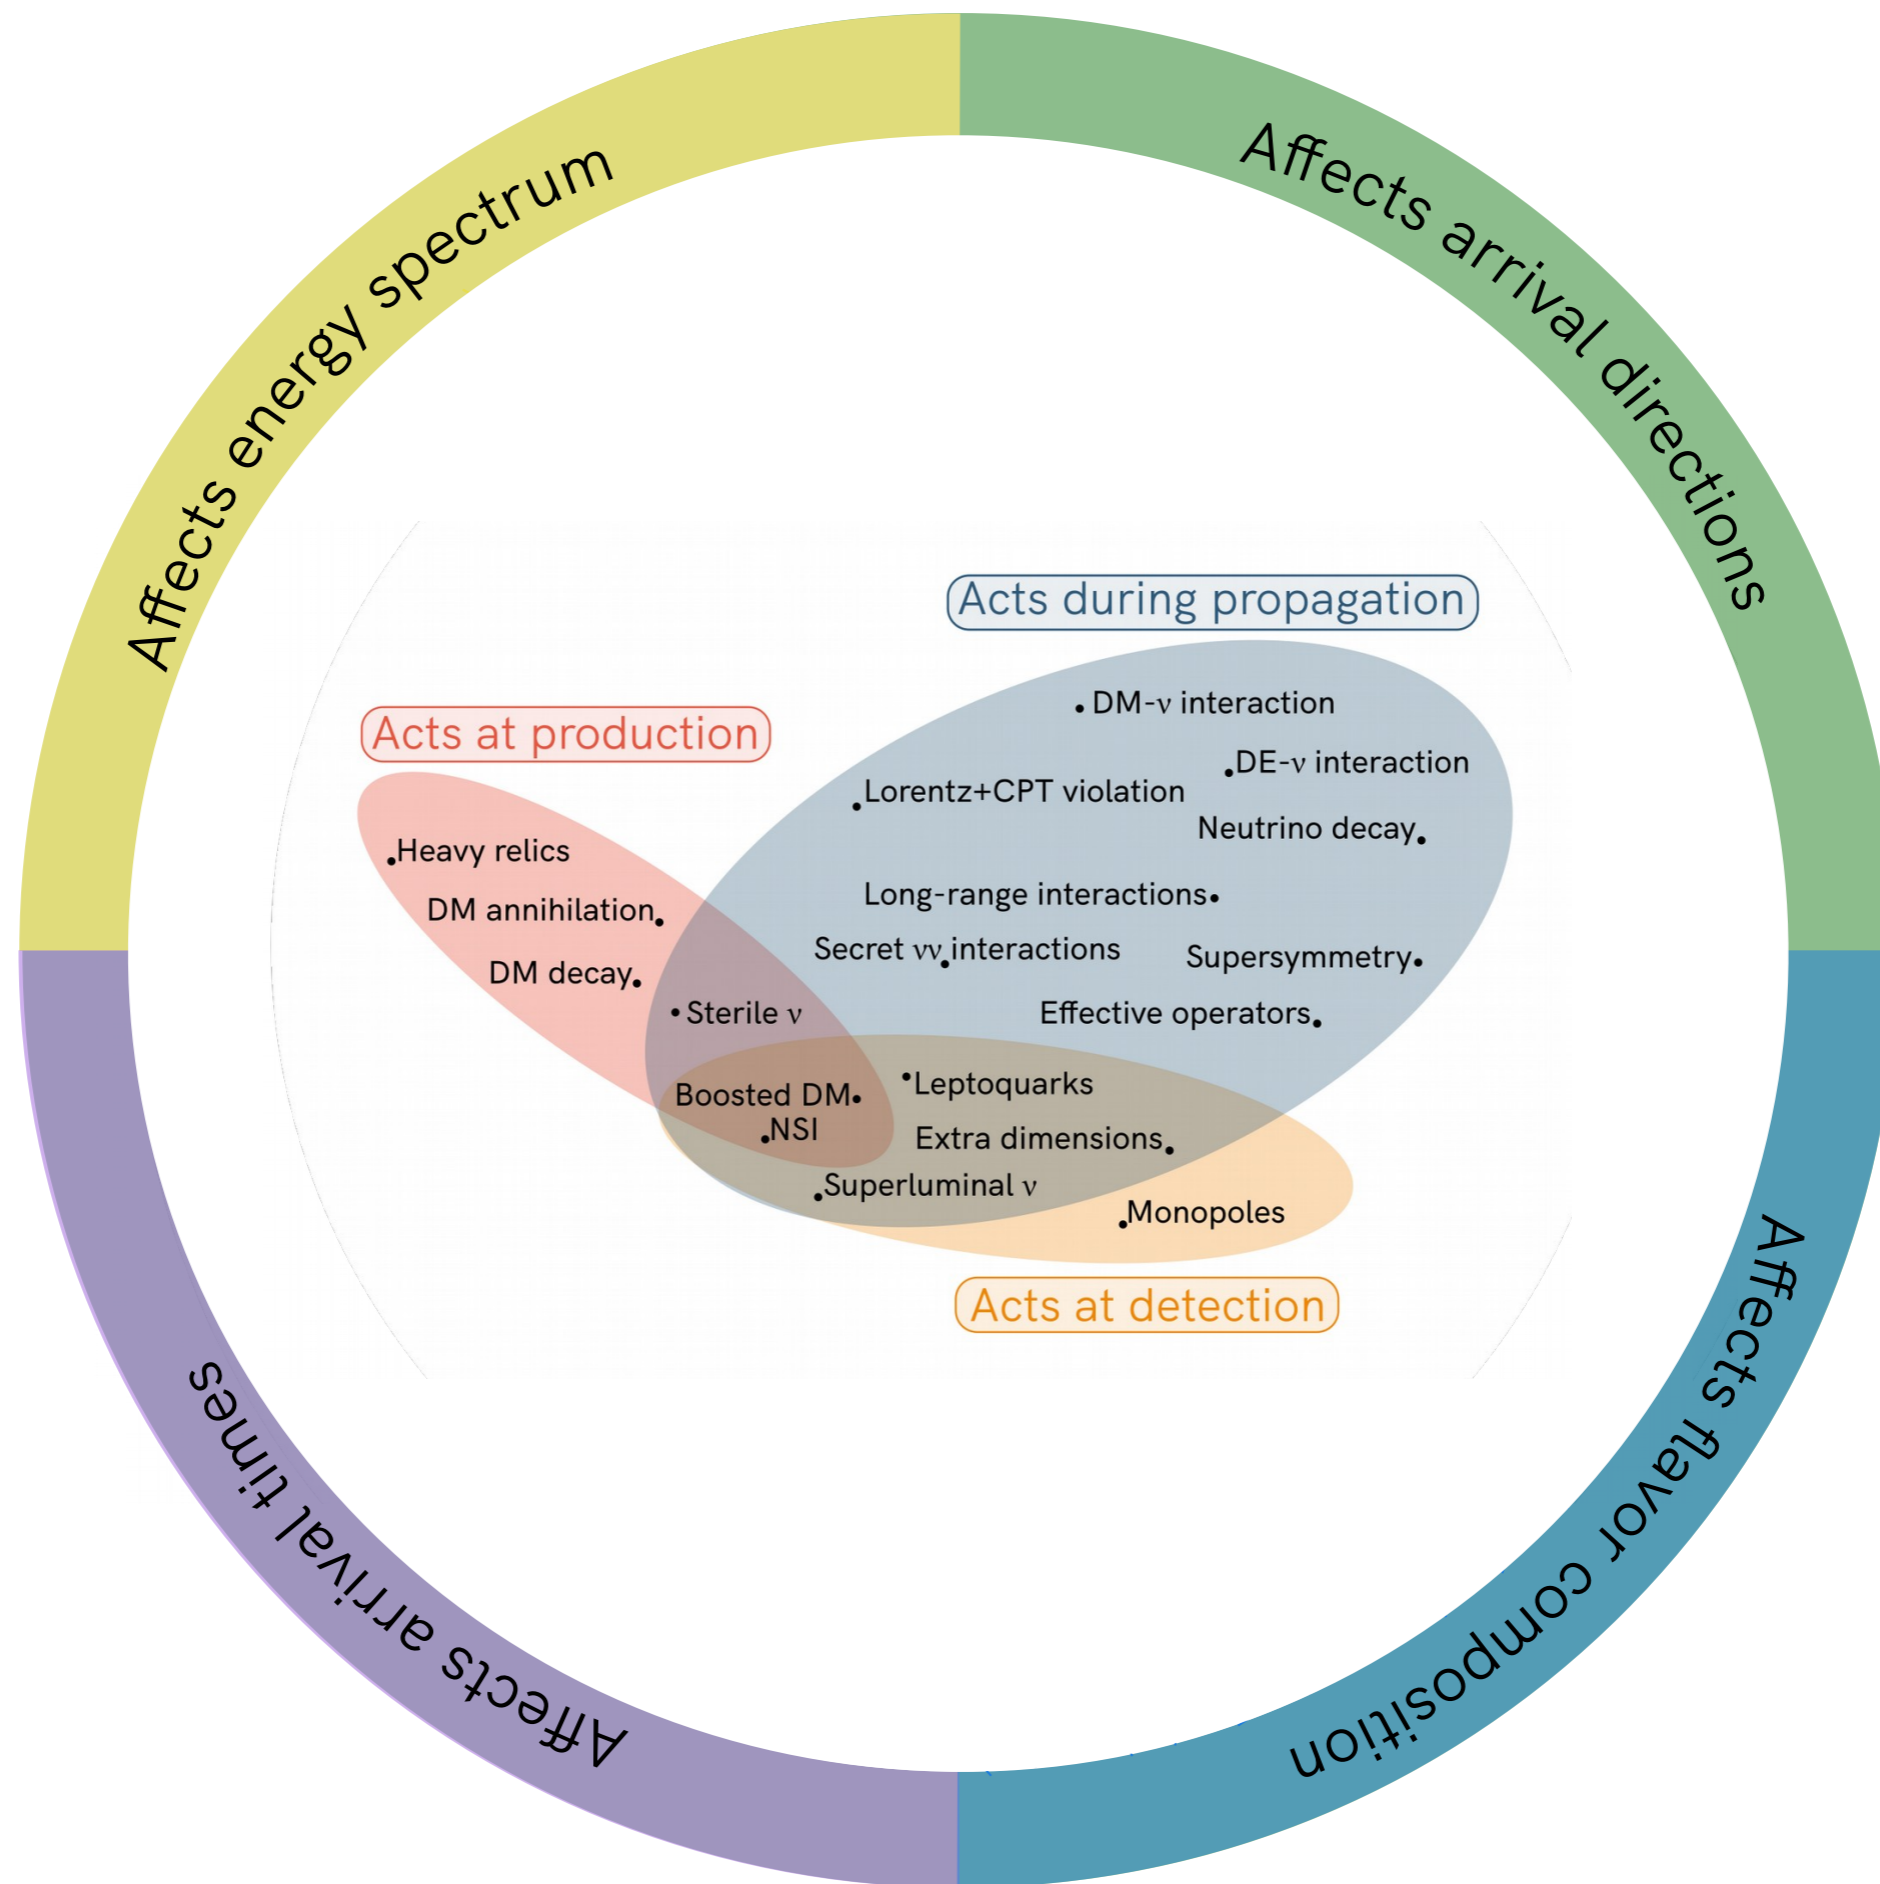 Affects energy spectrum
Affects arrival directions
Acts during propagation
DM-ν interaction
Acts at production
DE-ν interaction
Lorentz+CPT violation
Neutrino decay
Heavy relics
Long-range interactions
DM annihilation
Secret νν interactions
Supersymmetry
DM decay
Sterile ν
Effective operators
Leptoquarks
Boosted DM
NSI
Extra dimensions
Superluminal ν
Monopoles
Acts at detection
Affects arrival times
Affects flavor composition